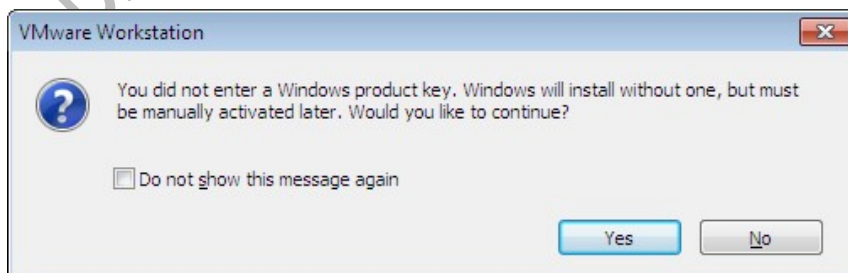 VMware Workstation
You did not enter a Windows product key. Windows will install without one, but must
be manually activated later. Would you like to continue?
Do not show this message again
Yes
No